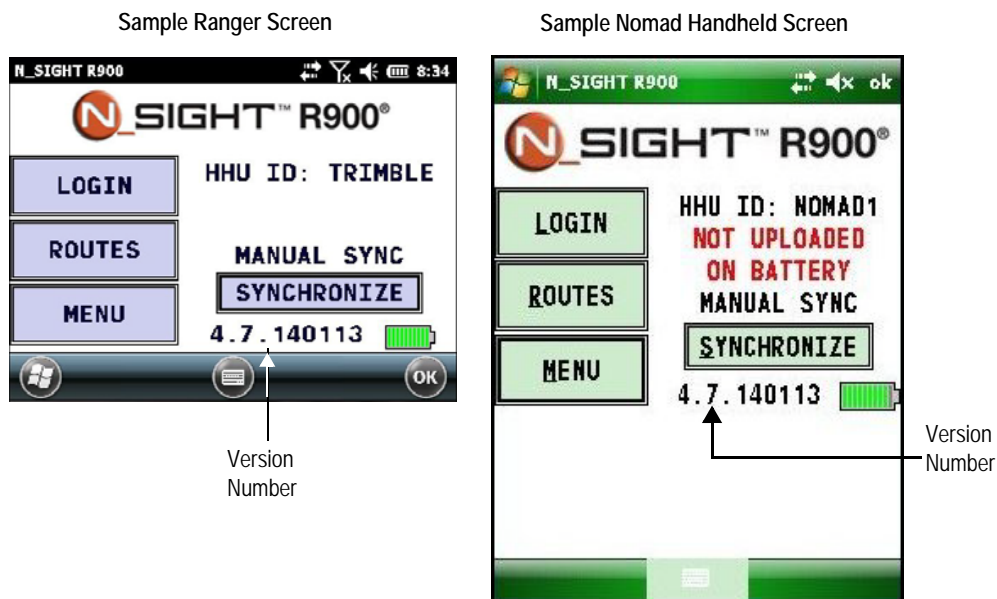 Sample Ranger Screen
N_SIGHT R900 8:34
N_SIGHT™ R900®
LOGIN
HHU ID: TRIMBLE
ROUTES
MANUAL SYNC
SYNCHRONIZE
MENU
4.7.140113
OK
Version
Number
Sample Nomad Handheld Screen
N_SIGHT R900 ok
N_SIGHT™ R900®
LOGIN
HHU ID: NOMAD1
NOT UPLOADED
ON BATTERY
ROUTES
MANUAL SYNC
SYNCHRONIZE
MENU
4.7.140113
Version
Number